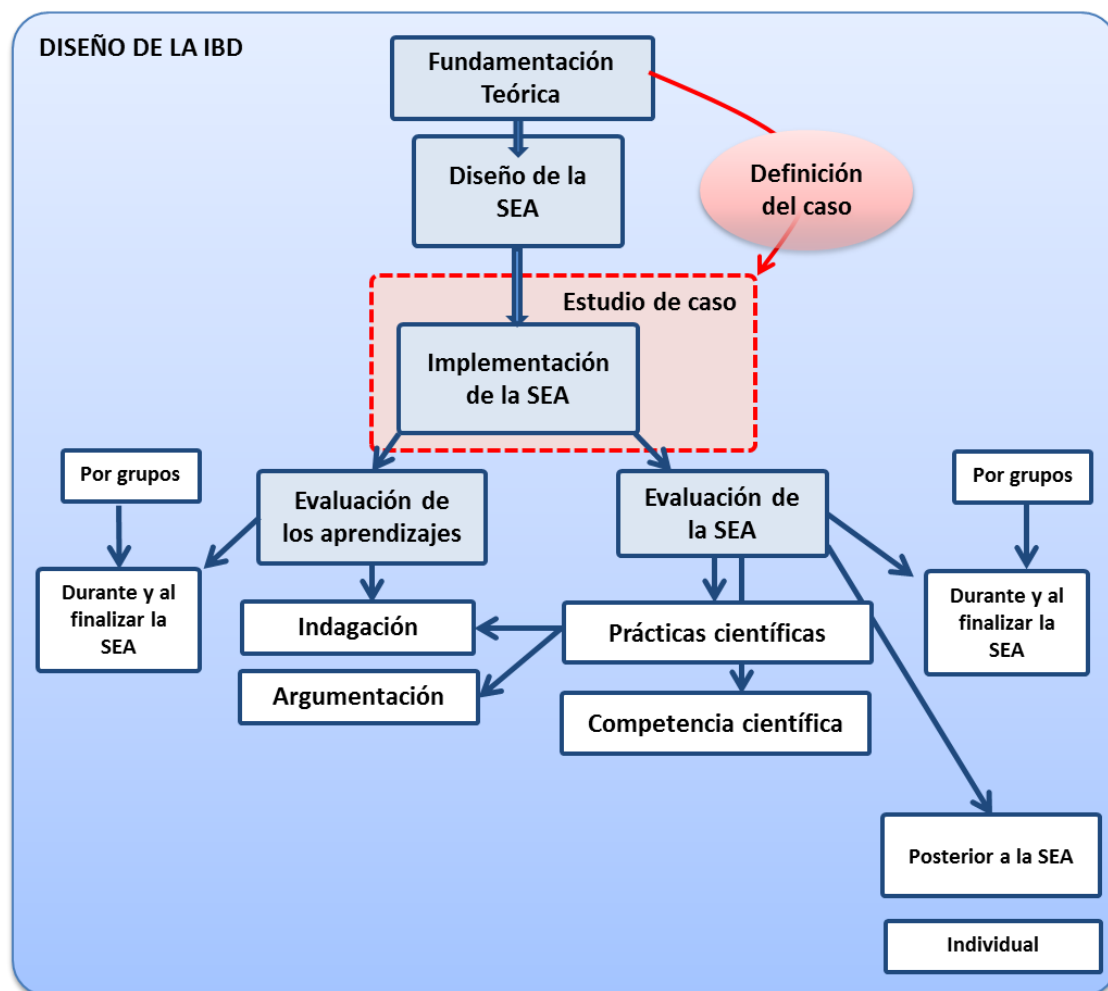 DISEÑO DE LA IBD
Fundamentación
Teórica
Diseño de la
SEA
Definición
del caso
Estudio de caso
Implementación
de la SEA
Por grupos
Evaluación de
los aprendizajes
Evaluación de
la SEA
Por grupos
Durante y al
finalizar la
SEA
Indagación
Prácticas científicas
Durante y al
finalizar la
SEA
Argumentación
Competencia científica
Posterior a la SEA
Individual